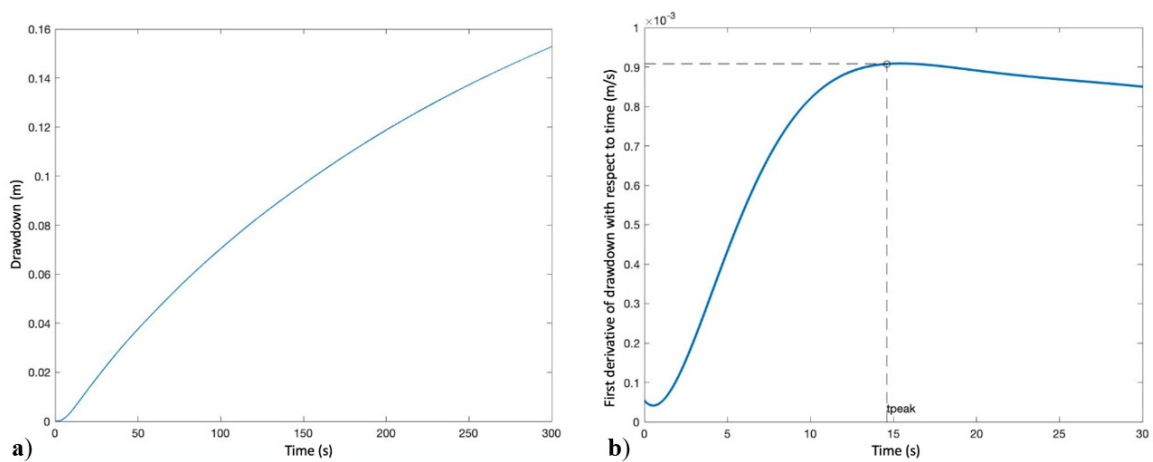 0.16
0.14
0.12
0.1
0.08
0.06
0.04
0.02
0
Drawdown (m)
0 50 100 150 200 250 300
Time (s)
a)
×10⁻³
1
0.9
0.8
0.7
0.6
0.5
0.4
0.3
0.2
0.1
0
First derivative of drawdown with respect to time (m/s)
tpeak
0 5 10 15 20 25 30
Time (s)
b)